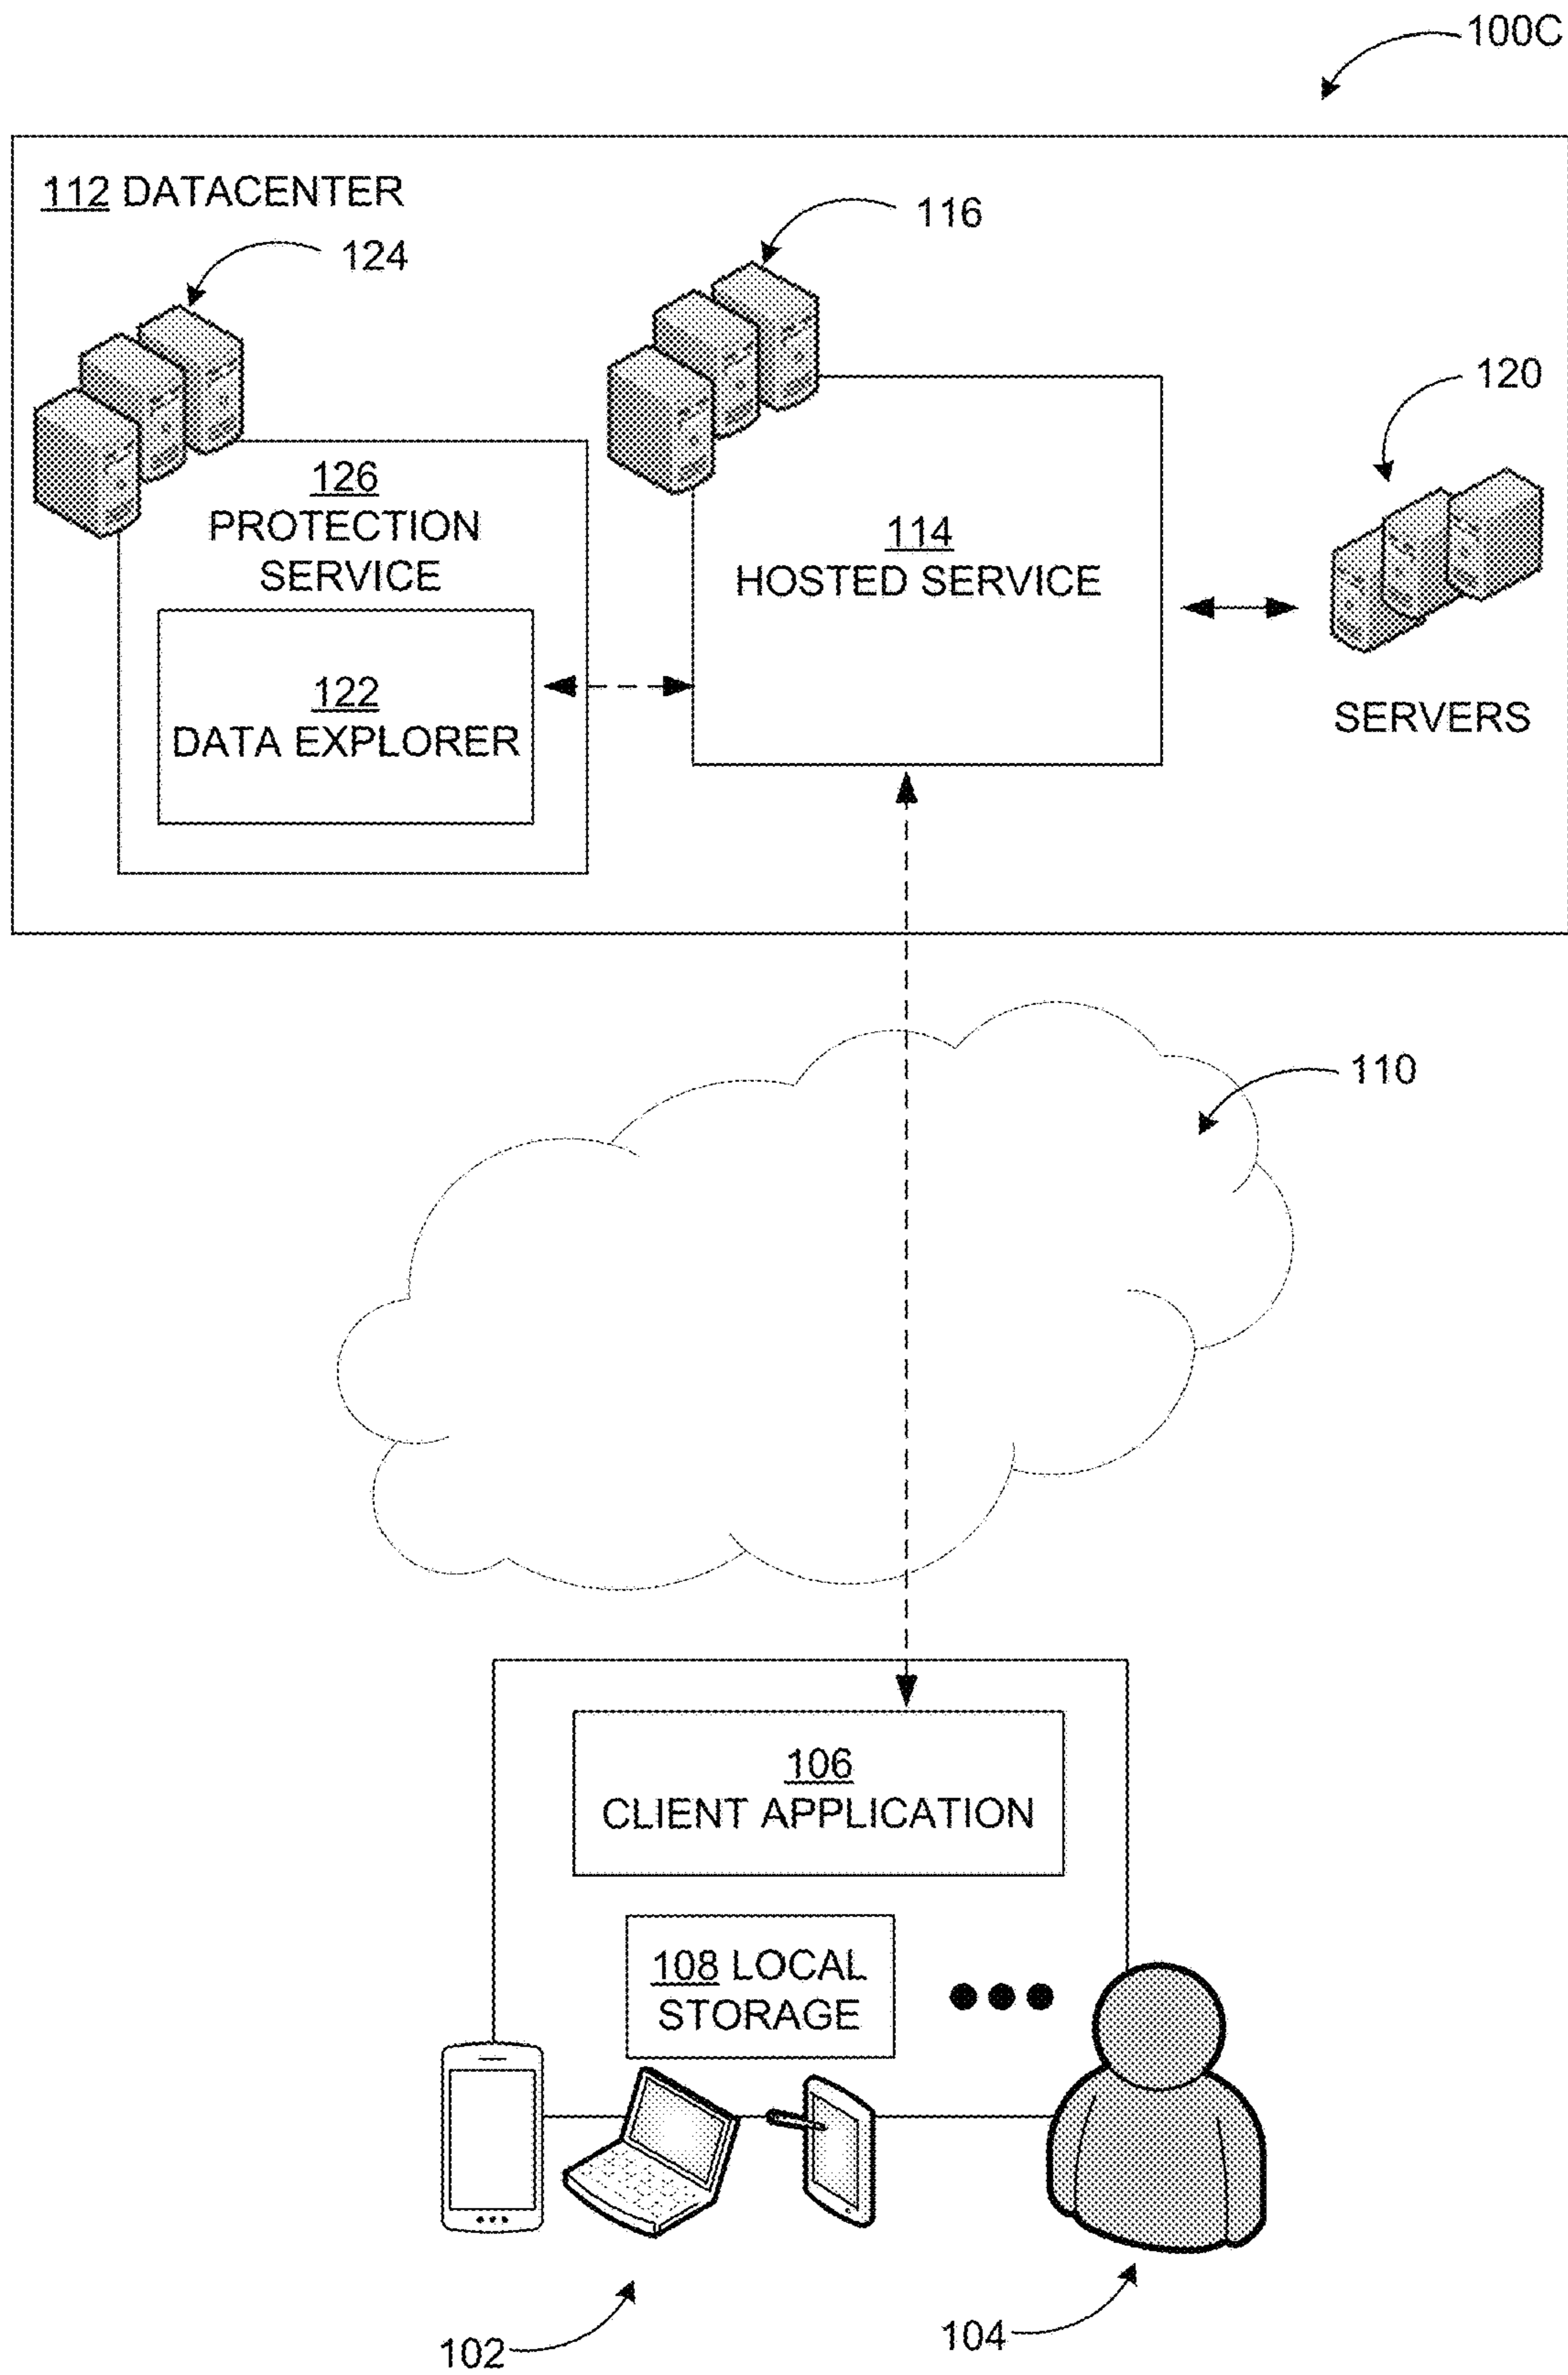 100C
112 DATACENTER
116
124
120
126
PROTECTION
SERVICE
114
HOSTED SERVICE
122
DATA EXPLORER
SERVERS
110
106
CLIENT APPLICATION
108 LOCAL
STORAGE
102
104